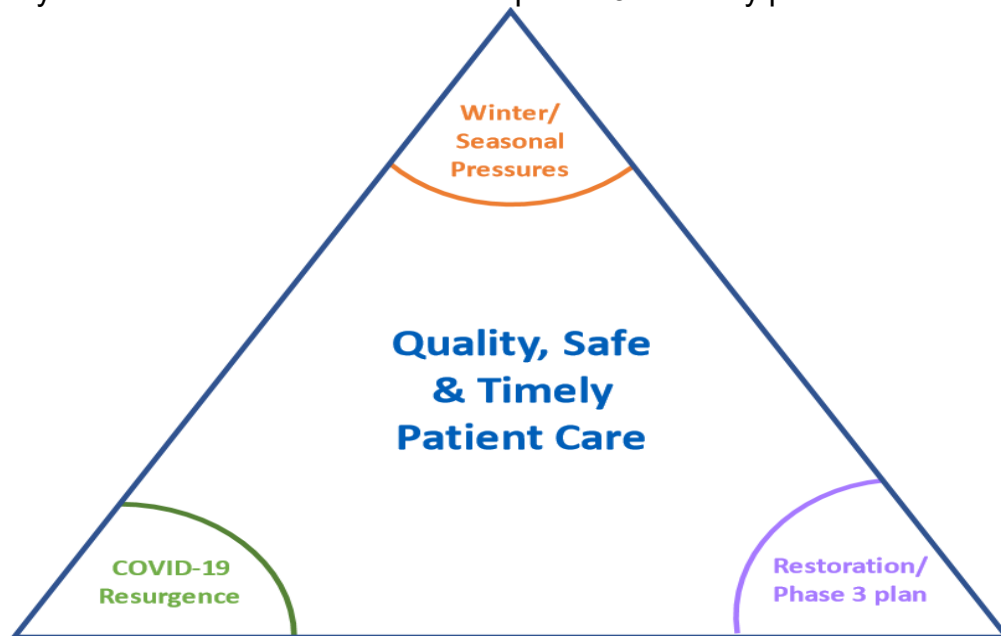 Winter/
Seasonal
Pressures
Quality, Safe
& Timely
Patient Care
COVID-19
Resurgence
Restoration/
Phase 3 plan